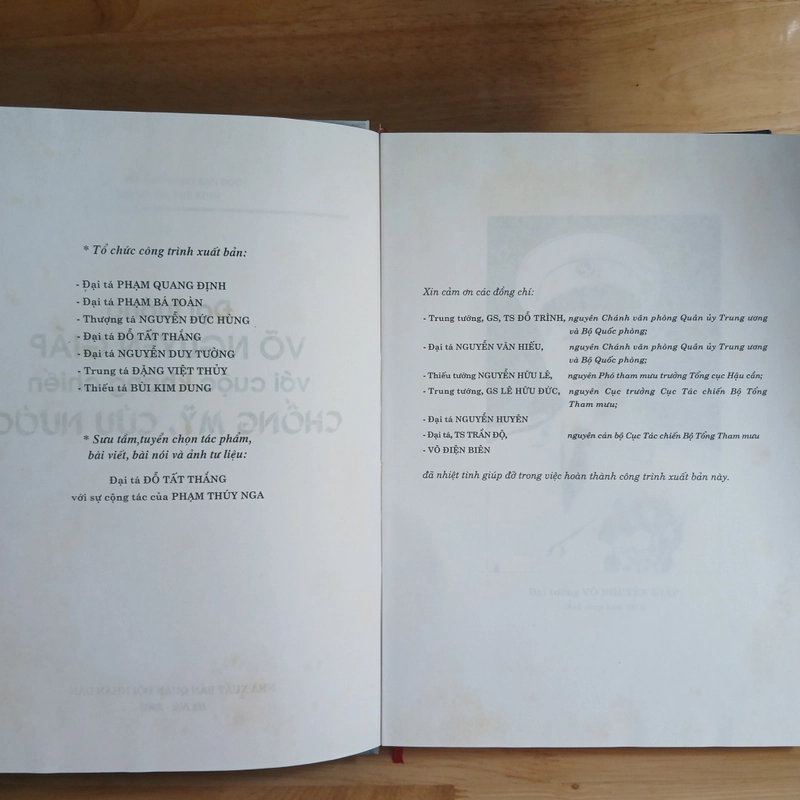 * Tổ chức công trình xuất bản:
- Đại tá PHẠM QUANG ĐỊNH
- Đại tá PHẠM BÁ TOÀN
- Thượng tá NGUYỄN ĐỨC HÙNG
- Đại tá ĐỖ TẤT THẮNG
- Đại tá NGUYỄN DUY TƯỜNG
- Trung tá ĐẶNG VIỆT THỦY
- Thiếu tá BÙI KIM DUNG
* Sưu tầm,tuyển chọn tác phẩm,
bài viết, bài nói và ảnh tư liệu:
Đại tá ĐỖ TẤT THẮNG
với sự cộng tác của PHẠM THÚY NGA
Xin cảm ơn các đồng chí:
- Trung tướng, GS, TS ĐỖ TRÌNH, nguyên Chánh văn phòng Quân ủy Trung ương
và Bộ Quốc phòng;
- Đại tá NGUYỄN VĂN HIẾU, nguyên Chánh văn phòng Quân ủy Trung ương
và Bộ Quốc phòng;
- Thiếu tướng NGUYỄN HỮU LÊ, nguyên Phó tham mưu trưởng Tổng cục Hậu cần;
- Trung tướng, GS LÊ HỮU ĐỨC, nguyên Cục trưởng Cục Tác chiến Bộ Tổng
Tham mưu;
- Đại tá NGUYỄN HUYÊN
- Đại tá, TS TRẦN ĐỘ, nguyên cán bộ Cục Tác chiến Bộ Tổng Tham mưu
- VÕ ĐIỆN BIÊN
đã nhiệt tình giúp đỡ trong việc hoàn thành công trình xuất bản này.